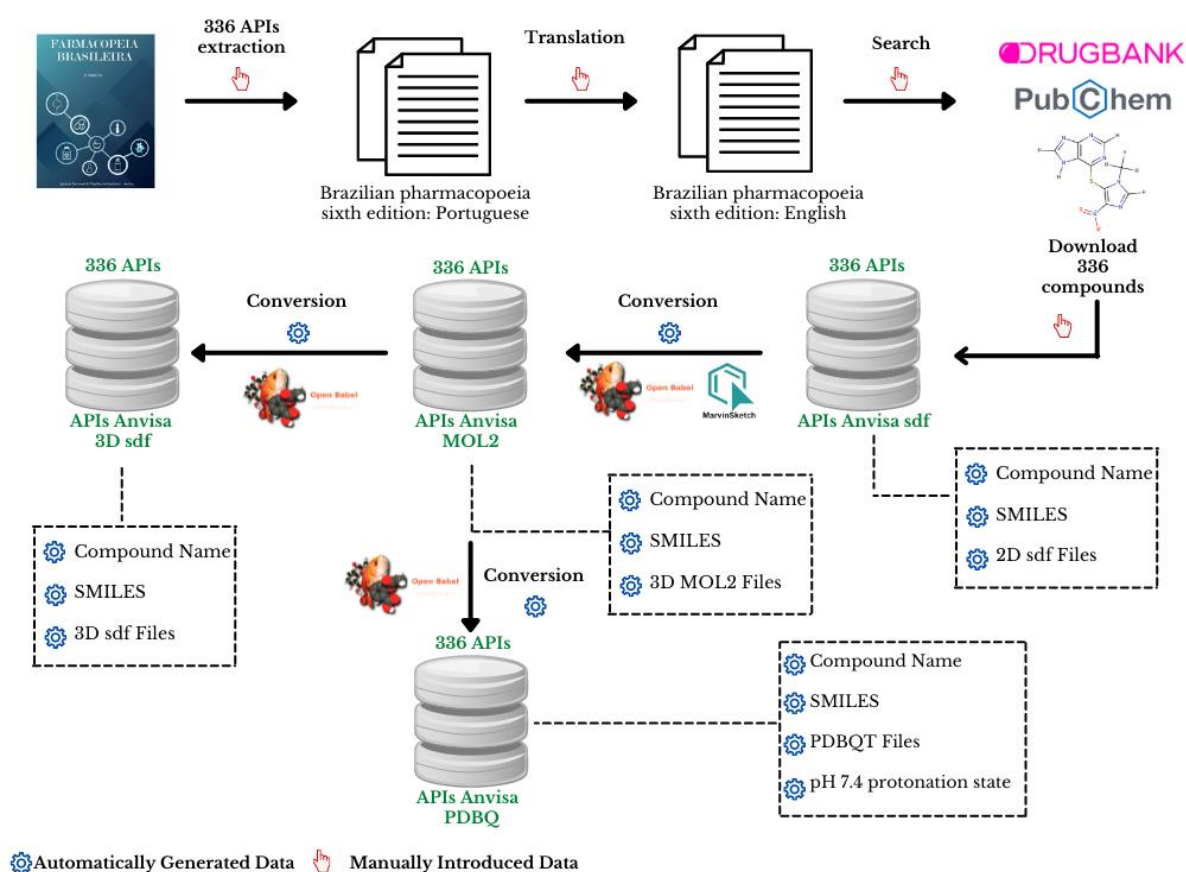 FARMACOPEIA
BRASILEIRA
336 APIs
extraction
Translation
Search
DRUGBANK
PubChem
Brazilian pharmacopoeia
sixth edition: Portuguese
Brazilian pharmacopoeia
sixth edition: English
Download
336
compounds
336 APIs
Conversion
336 APIs
Conversion
336 APIs
Open Babel
Open Babel
MarvinSketch
APIs Anvisa
3D sdf
APIs Anvisa
MOL2
APIs Anvisa sdf
Compound Name
SMILES
2D sdf Files
Compound Name
SMILES
3D MOL2 Files
Compound Name
SMILES
3D sdf Files
Open Babel
Conversion
336 APIs
APIs Anvisa
PDBQ
Compound Name
SMILES
PDBQT Files
pH 7.4 protonation state
Automatically Generated Data
Manually Introduced Data